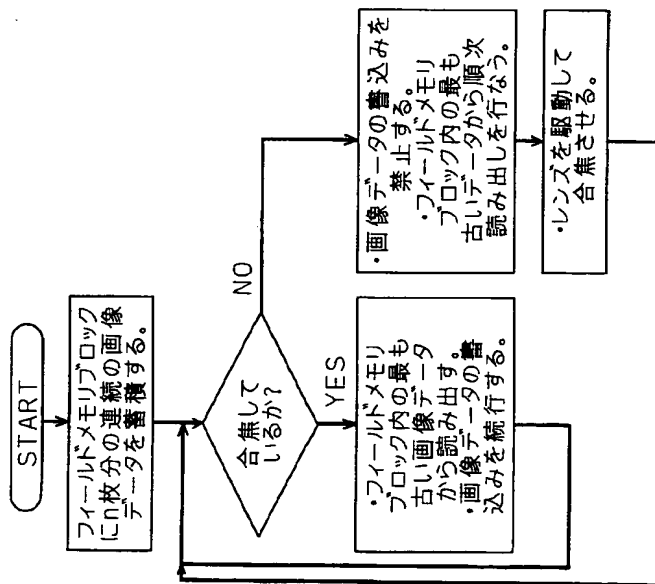 START
フィールドメモリブロック
にn枚分の連続の画像
データを蓄積する。
合焦して
いるか?
NO
YES
・フィールドメモリ
ブロック内の最も
古い画像データ
から読み出す。
・画像データの書
込みを続行する。
・画像データの書込みを
禁止する。
・フィールドメモリ
ブロック内の最も
古いデータから順次
読み出しを行なう。
・レンズを駆動して
合焦させる。